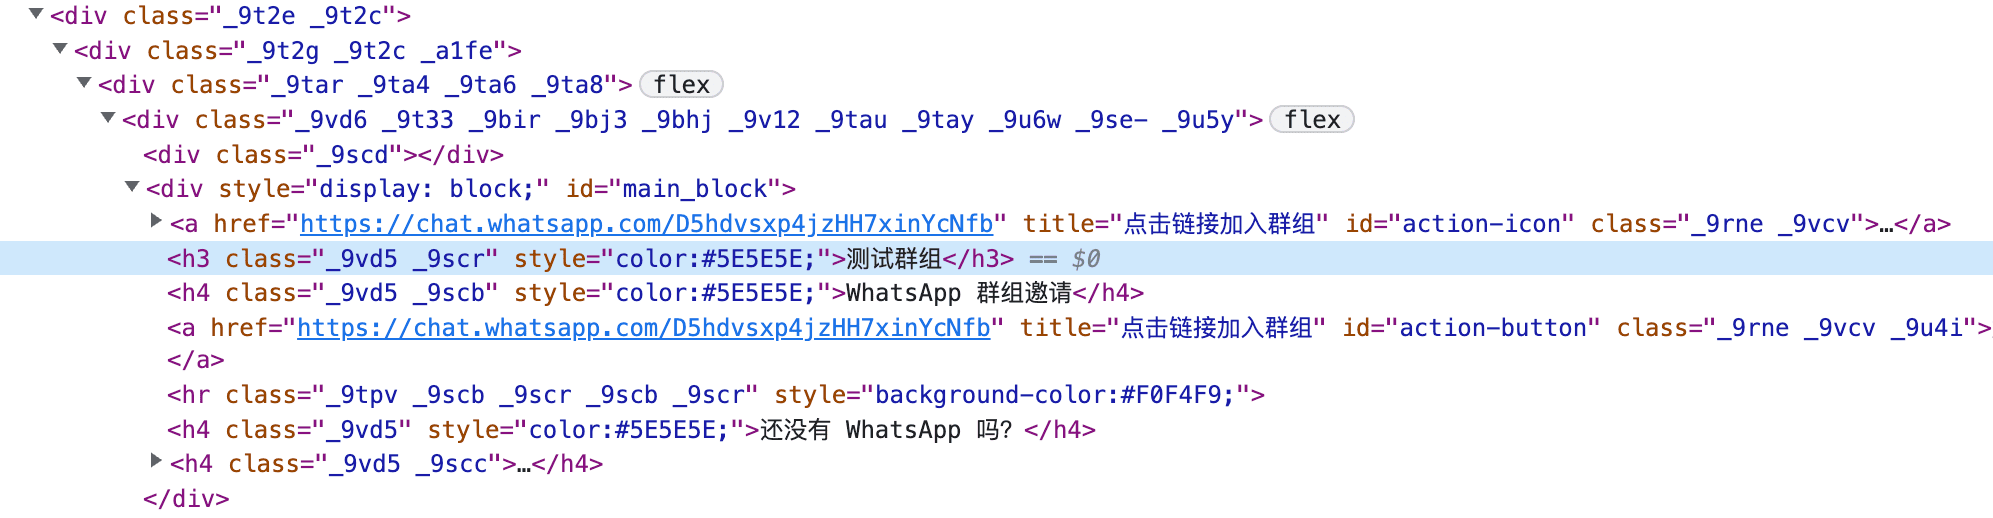 <div class="_9t2e _9t2c">
<div class="_9t2g _9t2c _a1fe">
<div class="_9tar _9ta4 _9ta6 _9ta8"> flex
<div class="_9vd6 _9t33 _9bir _9bj3 _9bhj _9v12 _9tau _9tay _9u6w _9se- _9u5y"> flex
<div class="_9scd"></div>
<div style="display: block;" id="main_block">
<a href="https://chat.whatsapp.com/D5hdvsxp4jzHH7xinYcNfb" title="点击链接加入群组" id="action-icon" class="_9rne _9vcv">…</a>
<h3 class="_9vd5 _9scr" style="color:#5E5E5E;">测试群组</h3> == $0
<h4 class="_9vd5 _9scb" style="color:#5E5E5E;">WhatsApp 群组邀请</h4>
<a href="https://chat.whatsapp.com/D5hdvsxp4jzHH7xinYcNfb" title="点击链接加入群组" id="action-button" class="_9rne _9vcv _9u4i">
</a>
<hr class="_9tpv _9scb _9scr _9scb _9scr" style="background-color:#F0F4F9;">
<h4 class="_9vd5" style="color:#5E5E5E;">还没有 WhatsApp 吗？</h4>
<h4 class="_9vd5 _9scc">…</h4>
</div>